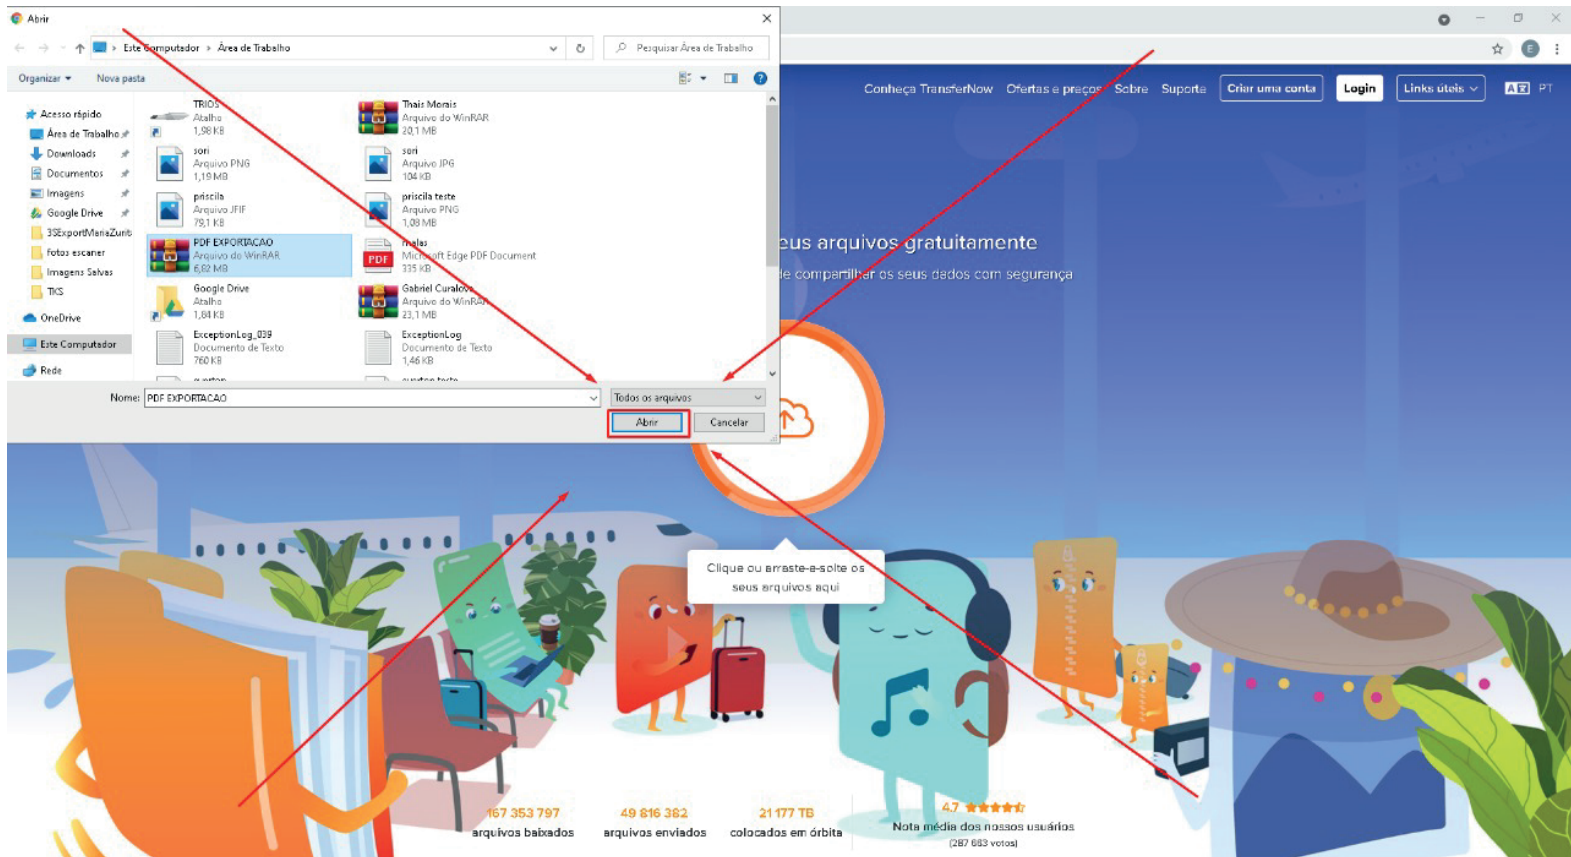 Abrir
Este Computador › Área de Trabalho
Pesquisar Área de Trabalho
Organizar
Nova pasta
Acesso rápido
Área de Trabalho
Downloads
Documentos
Imagens
Google Drive
3SExportMariaZurit
fotos escaner
Imagens Salvas
TKS
OneDrive
Este Computador
Rede
TRIOS
Atalho
1,98 KB
Thais Morais
Arquivo do WinRAR
20,1 MB
sori
Arquivo PNG
1,19 MB
sori
Arquivo JPG
104 KB
priscila
Arquivo JFIF
79,1 KB
priscila teste
Arquivo PNG
1,08 MB
PDF EXPORTACAO
Arquivo do WinRAR
6,82 MB
PDF
malas
Microsoft Edge PDF Document
335 KB
Google Drive
Atalho
1,84 KB
Gabriel Curalova
Arquivo do WinRAR
23,1 MB
ExceptionLog_039
Documento de Texto
760 KB
ExceptionLog
Documento de Texto
1,46 KB
Nome: PDF EXPORTACAO
Todos os arquivos
Abrir
Cancelar
E
Conheça TransferNow
Ofertas e preços
Sobre
Suporte
Criar uma conta
Login
Links úteis
PT
eus arquivos gratuitamente
de compartilhar os seus dados com segurança
Clique ou arraste-e-solte os
seus arquivos aqui
167 353 797
arquivos baixados
49 816 382
arquivos enviados
21 177 TB
colocados em órbita
4.7
Nota média dos nossos usuários
(287 663 votos)